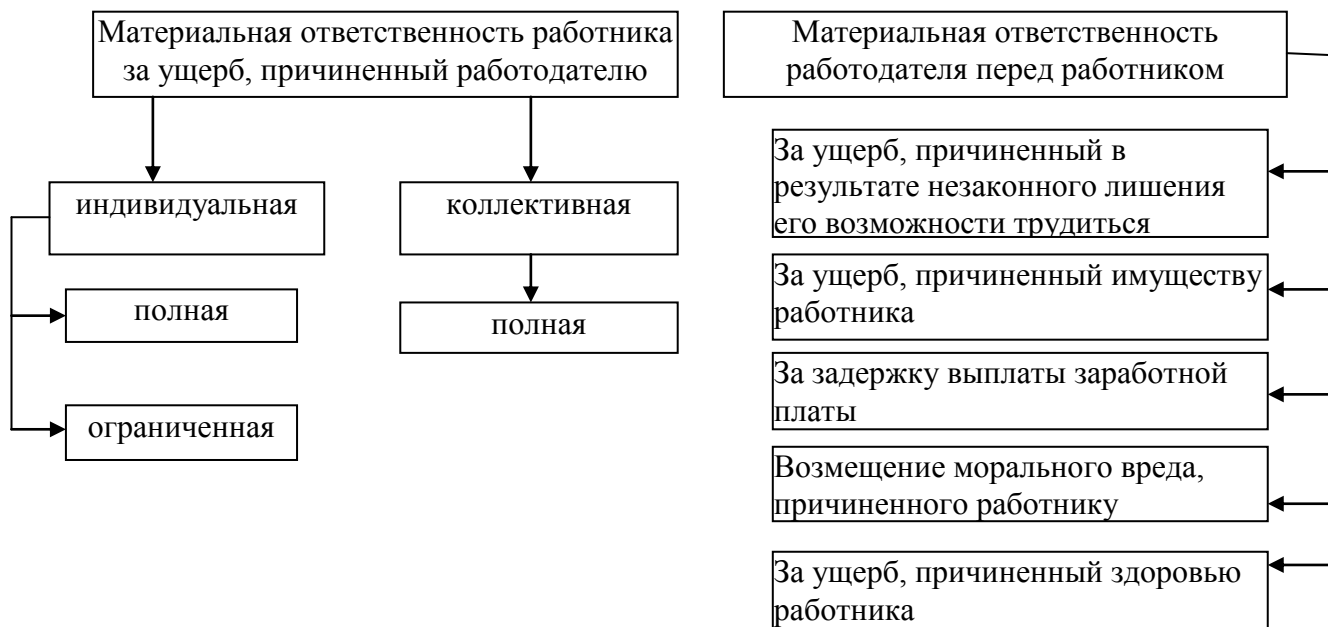 Материальная ответственность работника
за ущерб, причиненный работодателю
индивидуальная
полная
ограниченная
коллективная
полная
Материальная ответственность
работодателя перед работником
За ущерб, причиненный в
результате незаконного лишения
его возможности трудиться
За ущерб, причиненный имуществу
работника
За задержку выплаты заработной
платы
Возмещение морального вреда,
причиненного работнику
За ущерб, причиненный здоровью
работника